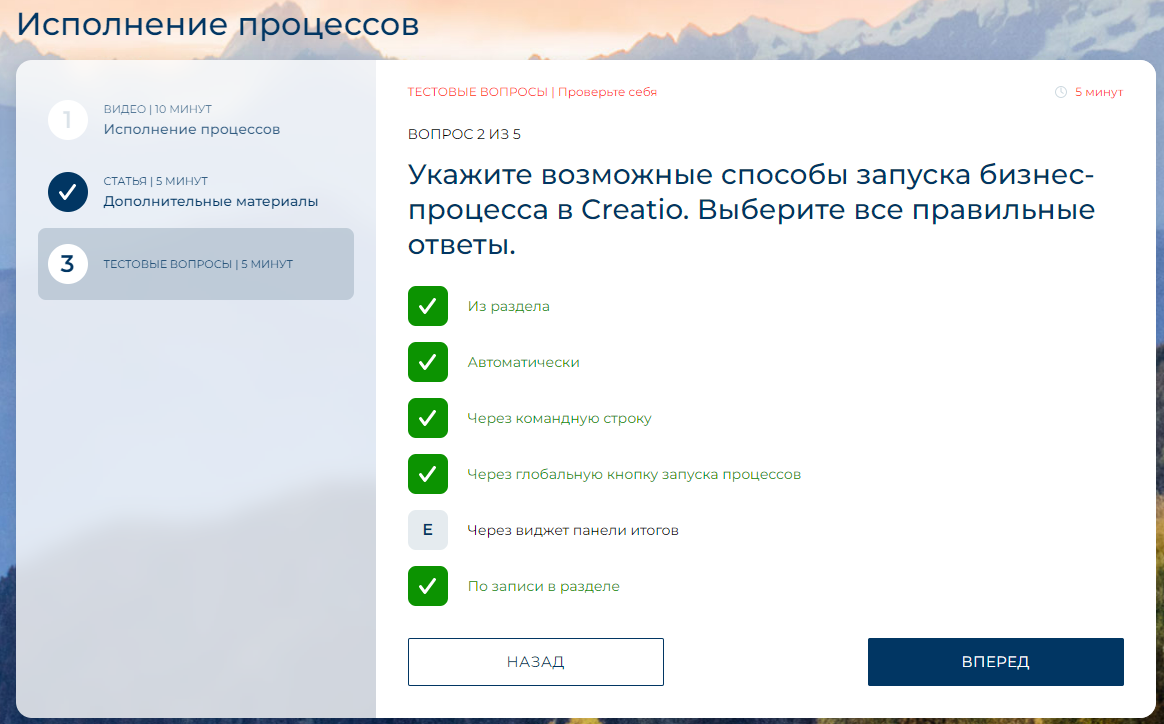 Исполнение процессов
1
ВИДЕО | 10 МИНУТ
Исполнение процессов
СТАТЬЯ | 5 МИНУТ
Дополнительные материалы
3
ТЕСТОВЫЕ ВОПРОСЫ | 5 МИНУТ
ТЕСТОВЫЕ ВОПРОСЫ | Проверьте себя
5 минут
ВОПРОС 2 ИЗ 5
Укажите возможные способы запуска бизнес-
процесса в Creatio. Выберите все правильные
ответы.
Из раздела
Автоматически
Через командную строку
Через глобальную кнопку запуска процессов
E Через виджет панели итогов
По записи в разделе
НАЗАД
ВПЕРЕД